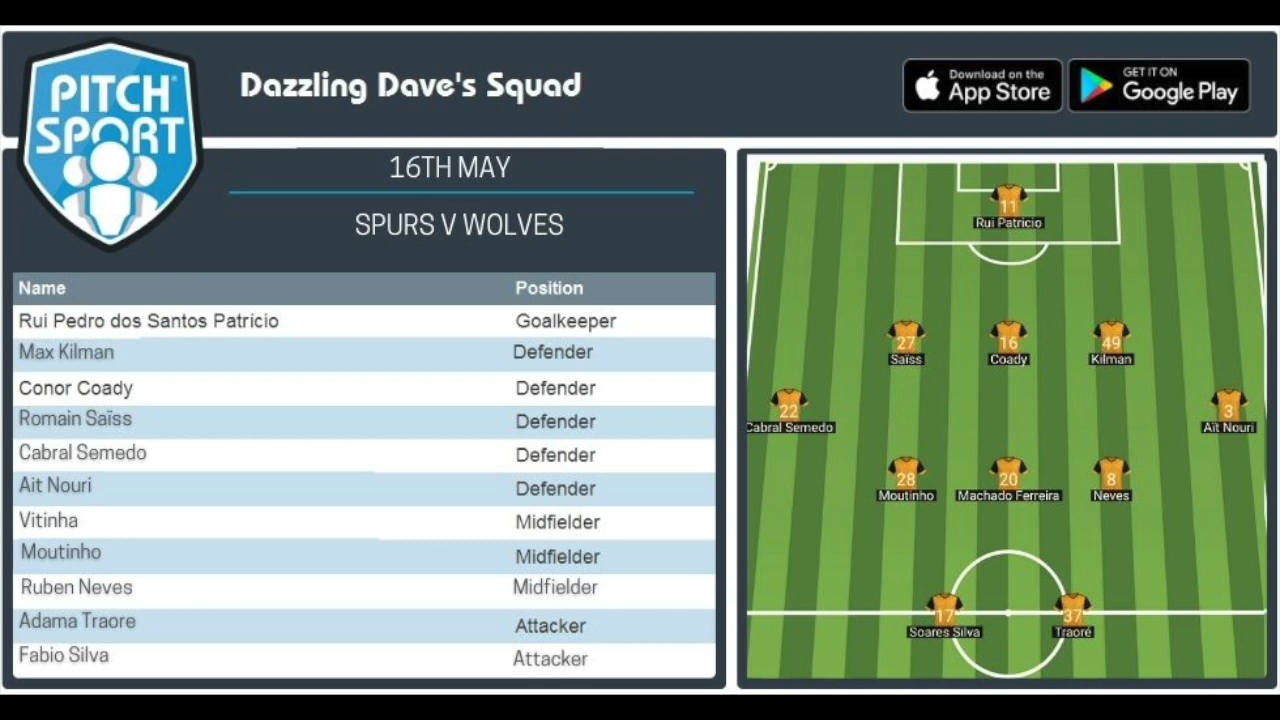 PITCH
SPORT
Dazzling Dave's Squad
Download on the
App Store
GET IT ON
Google Play
16TH MAY
SPURS V WOLVES
Name Position
Rui Pedro dos Santos Patrício Goalkeeper
Max Kilman Defender
Conor Coady Defender
Romain Saïss Defender
Cabral Semedo Defender
Ait Nouri Defender
Vitinha Midfielder
Moutinho Midfielder
Ruben Neves Midfielder
Adama Traore Attacker
Fabio Silva Attacker
11
Rui Patrício
27 16 49
Saïss Coady Kilman
22 3
Cabral Semedo Aït Nouri
28 20 8
Moutinho Machado Ferreira Neves
17 37
Soares Silva Traoré